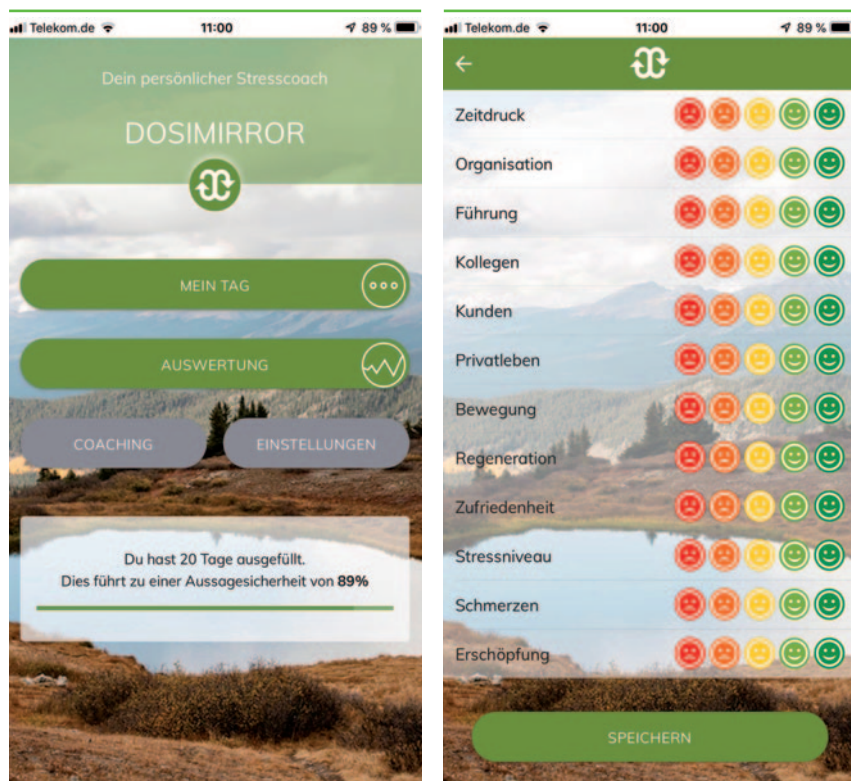 Telekom.de 11:00 89 %
Dein persönlicher Stresscoach
DOSIMIRROR
MEIN TAG
AUSWERTUNG
COACHING EINSTELLUNGEN
Du hast 20 Tage ausgefüllt.
Dies führt zu einer Aussagesicherheit von 89%
Telekom.de 11:00 89 %
Zeitdruck
Organisation
Führung
Kollegen
Kunden
Privatleben
Bewegung
Regeneration
Zufriedenheit
Stressniveau
Schmerzen
Erschöpfung
SPEICHERN